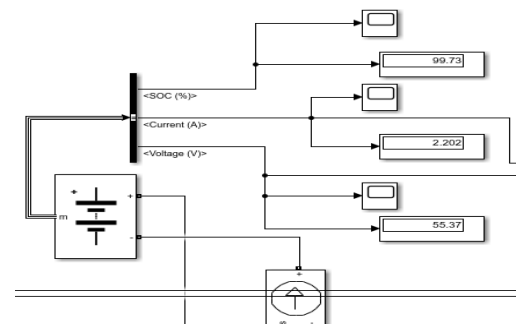 99.73
<SOC (%)>
<Current (A)>
2.202
<Voltage (V)>
+
+
m
-
55.37
+